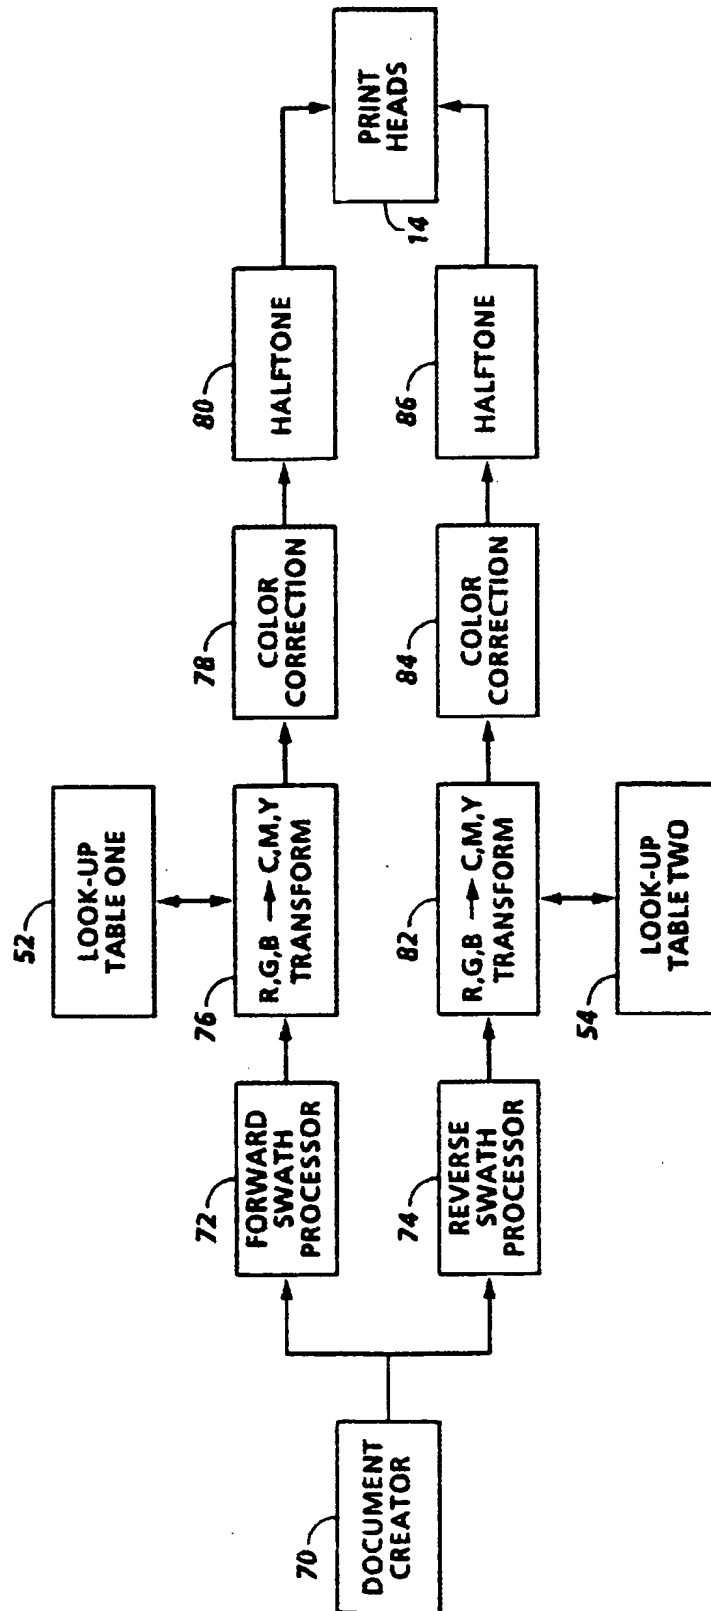 70
DOCUMENT
CREATOR
72
FORWARD
SWATH
PROCESSOR
74
REVERSE
SWATH
PROCESSOR
52
LOOK-UP
TABLE ONE
76
R,G,B → C,M,Y
TRANSFORM
82
R,G,B → C,M,Y
TRANSFORM
54
LOOK-UP
TABLE TWO
78
COLOR
CORRECTION
84
COLOR
CORRECTION
80
HALFTONE
86
HALFTONE
14
PRINT
HEADS